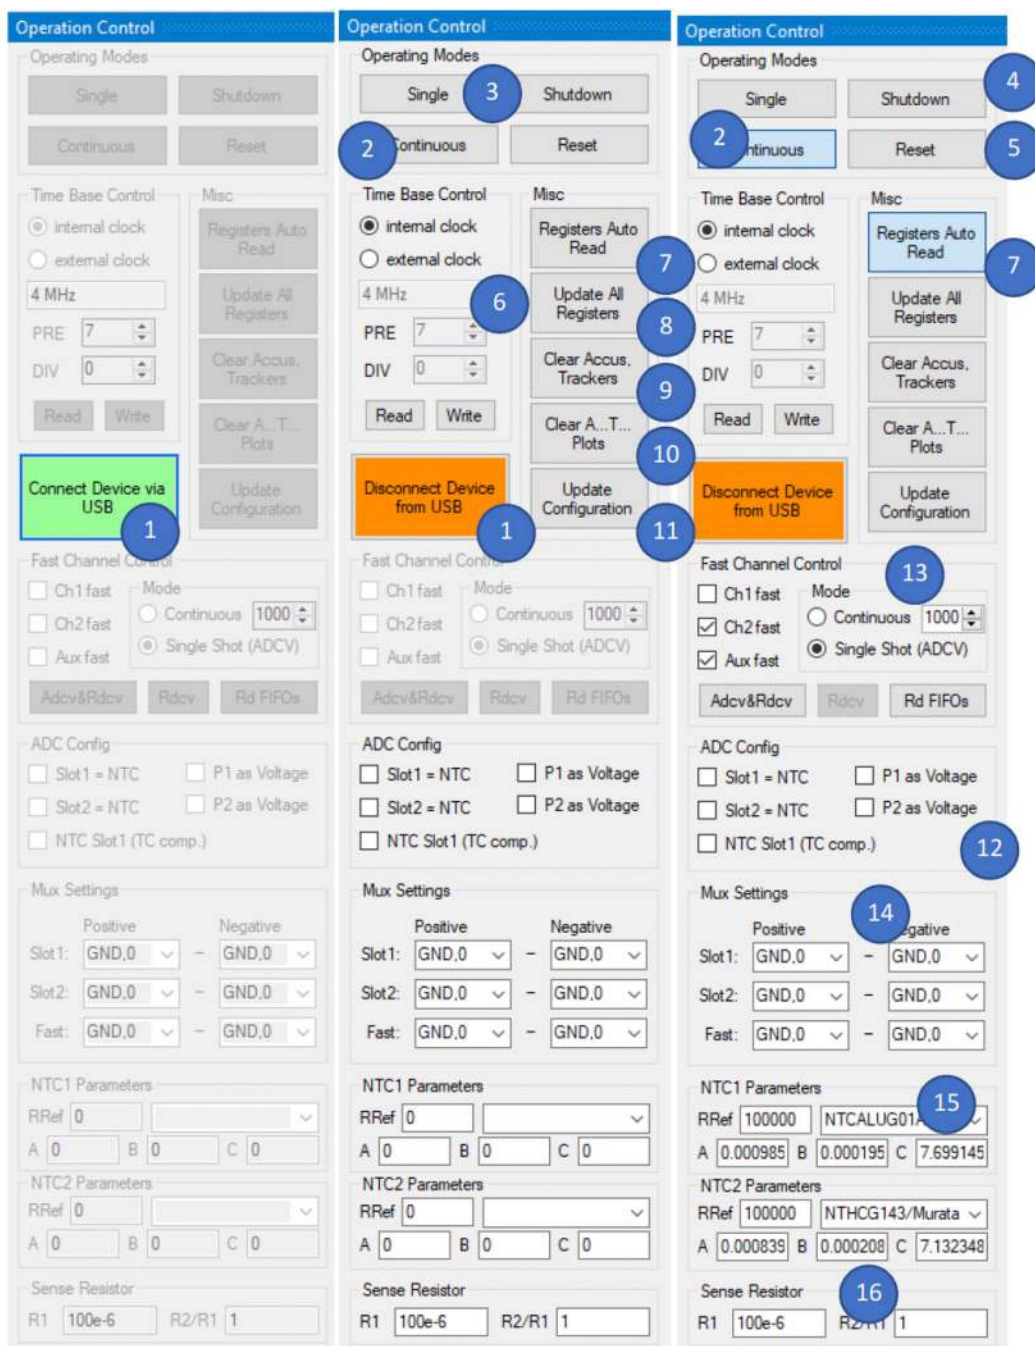 Operation Control
Operating Modes
Single Shutdown
Continuous Reset
Time Base Control Misc
internal clock
external clock
Registers Auto Read
4 MHz
Update All Registers
PRE 7
DIV 0
Clear Accus, Trackers
Read Write
Clear A...T... Plots
Connect Device via USB
1
Update Configuration
Fast Channel Control
Ch1 fast
Ch2 fast
Aux fast
Mode
Continuous 1000
Single Shot (ADCV)
Adcv&Rdcv Rdcv Rd FIFOs
ADC Config
Slot1 = NTC P1 as Voltage
Slot2 = NTC P2 as Voltage
NTC Slot1 (TC comp.)
Mux Settings
Positive Negative
Slot1: GND,0 – GND,0
Slot2: GND,0 – GND,0
Fast: GND,0 – GND,0
NTC1 Parameters
RRef 0
A 0 B 0 C 0
NTC2 Parameters
RRef 0
A 0 B 0 C 0
Sense Resistor
R1 100e-6 R2/R1 1
Operation Control
Operating Modes
Single 3 Shutdown
2 Continuous Reset
Time Base Control Misc
internal clock
external clock
Registers Auto Read
7
4 MHz
6
Update All Registers
8
PRE 7
DIV 0
Clear Accus, Trackers
9
Read Write
Clear A...T... Plots
10
Disconnect Device from USB
1
Update Configuration
11
Fast Channel Control
Ch1 fast
Ch2 fast
Aux fast
Mode
Continuous 1000
Single Shot (ADCV)
Adcv&Rdcv Rdcv Rd FIFOs
ADC Config
Slot1 = NTC P1 as Voltage
Slot2 = NTC P2 as Voltage
NTC Slot1 (TC comp.)
Mux Settings
Positive Negative
Slot1: GND,0 – GND,0
Slot2: GND,0 – GND,0
Fast: GND,0 – GND,0
NTC1 Parameters
RRef 0
A 0 B 0 C 0
NTC2 Parameters
RRef 0
A 0 B 0 C 0
Sense Resistor
R1 100e-6 R2/R1 1
Operation Control
Operating Modes
4
Single Shutdown
2 ntinuous Reset 5
Time Base Control Misc
internal clock
external clock
Registers Auto Read
7
4 MHz
Update All Registers
PRE 7
DIV 0
Clear Accus, Trackers
Read Write
Clear A...T... Plots
Disconnect Device from USB
Update Configuration
Fast Channel Control
13
Ch1 fast
Ch2 fast
Aux fast
Mode
Continuous 1000
Single Shot (ADCV)
Adcv&Rdcv Rdcv Rd FIFOs
ADC Config
Slot1 = NTC P1 as Voltage
Slot2 = NTC P2 as Voltage
NTC Slot1 (TC comp.) 12
Mux Settings
14
Positive egative
Slot1: GND,0 – GND,0
Slot2: GND,0 – GND,0
Fast: GND,0 – GND,0
NTC1 Parameters
15
RRef 100000 NTCALUG01A
A 0.000985 B 0.000195 C 7.699145
NTC2 Parameters
RRef 100000 NTHCG143/Murata
A 0.000839 B 0.000208 C 7.132348
Sense Resistor 16
R1 100e-6 R2/R1 1